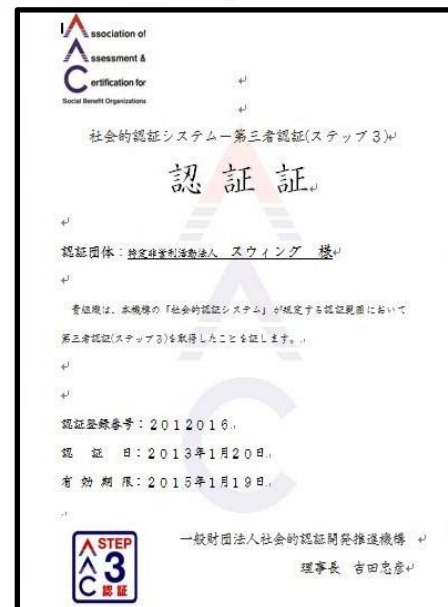 Association of
Assessment &
Certification for
Social Benefit Organizations
社会的認証システム－第三者認証(ステップ3)
認 証 証
認証団体：特定非営利活動法人 スウィング 様
貴組織は、本機構の「社会的認証システム」が規定する認証範囲において
第三者認証(ステップ3)を取得したことを証します。
認証登録番号：2012016
認 証 日：2013年1月20日
有 効 期 限：2015年1月19日
AAC STEP
3
認証
一般財団法人社会的認証開発推進機構
理事長 吉田忠彦